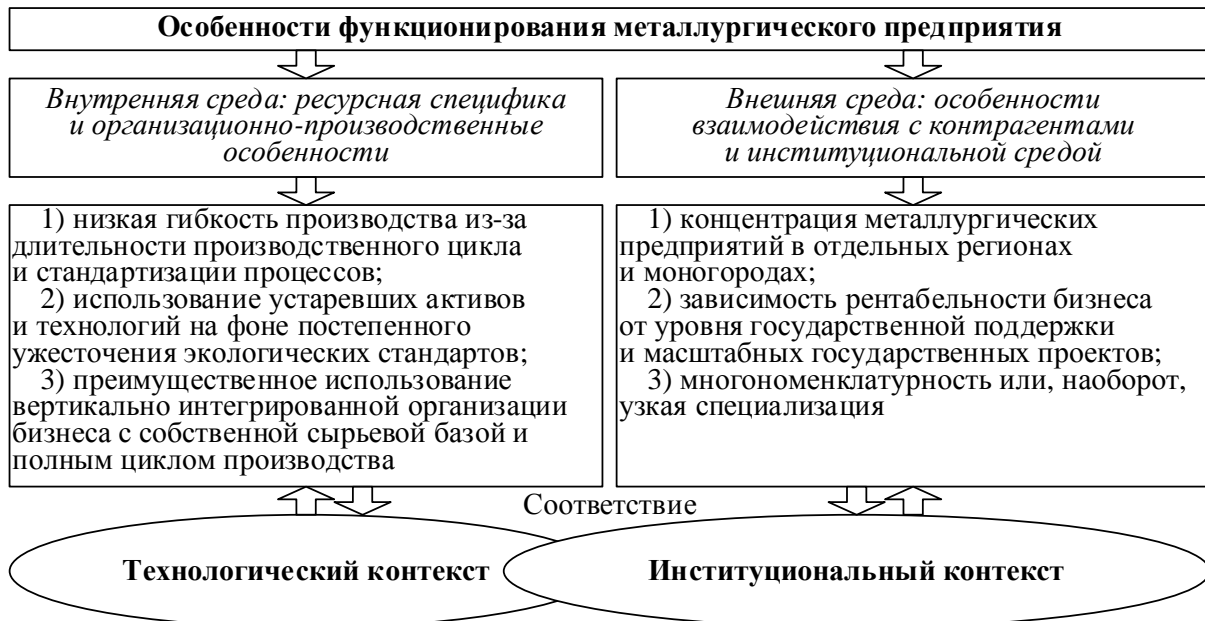 Особенности функционирования металлургического предприятия
Внутренняя среда: ресурсная специфика
и организационно-производственные
особенности
Внешняя среда: особенности
взаимодействия с контрагентами
и институциональной средой
1) низкая гибкость производства из-за
длительности производственного цикла
и стандартизации процессов;
2) использование устаревших активов
и технологий на фоне постепенного
ужесточения экологических стандартов;
3) преимущественное использование
вертикально интегрированной организации
бизнеса с собственной сырьевой базой и
полным циклом производства
1) концентрация металлургических
предприятий в отдельных регионах
и моногородах;
2) зависимость рентабельности бизнеса
от уровня государственной поддержки
и масштабных государственных проектов;
3) многономенклатурность или, наоборот,
узкая специализация
Соответствие
Технологический контекст
Институциональный контекст